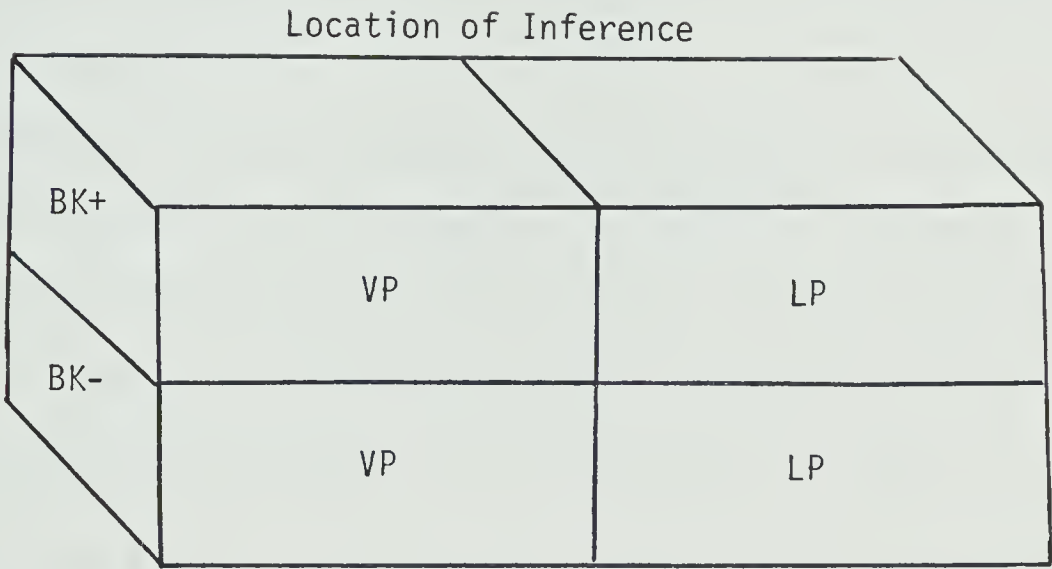 Location of Inference
BK+
VP
LP
BK-
VP
LP